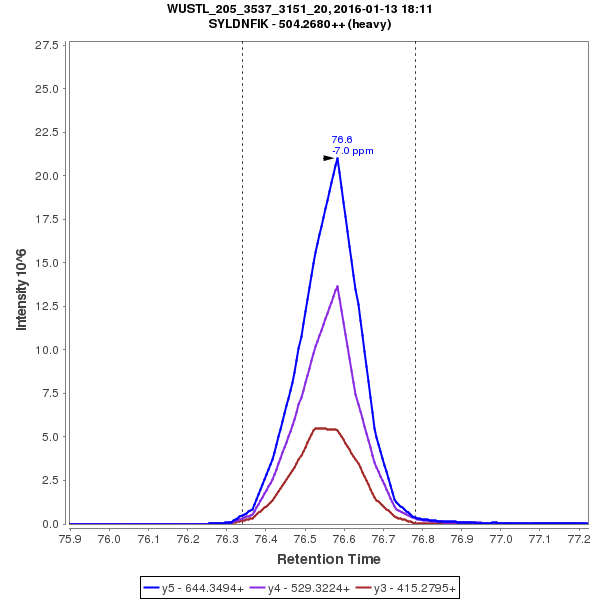 WUSTL_205_3537_3151_20, 2016-01-13 18:11
SYLDNFIK - 504.2680++ (heavy)
Intensity 10^6
27.5
25.0
22.5
20.0
17.5
15.0
12.5
10.0
7.5
5.0
2.5
0.0
76.6
-7.0 ppm
75.9 76.0 76.1 76.2 76.3 76.4 76.5 76.6 76.7 76.8 76.9 77.0 77.1 77.2
Retention Time
y5 - 644.3494+ y4 - 529.3224+ y3 - 415.2795+